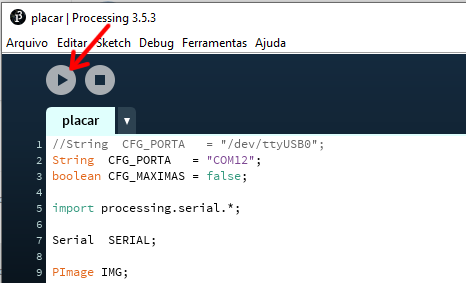 placar | Processing 3.5.3
Arquivo Editar Sketch Debug Ferramentas Ajuda
placar ▼
1 //String  CFG_PORTA   = "/dev/ttyUSB0";
2 String  CFG_PORTA   = "COM12";
3 boolean CFG_MAXIMAS = false;
4
5 import processing.serial.*;
6
7 Serial  SERIAL;
8
9 PImage IMG;